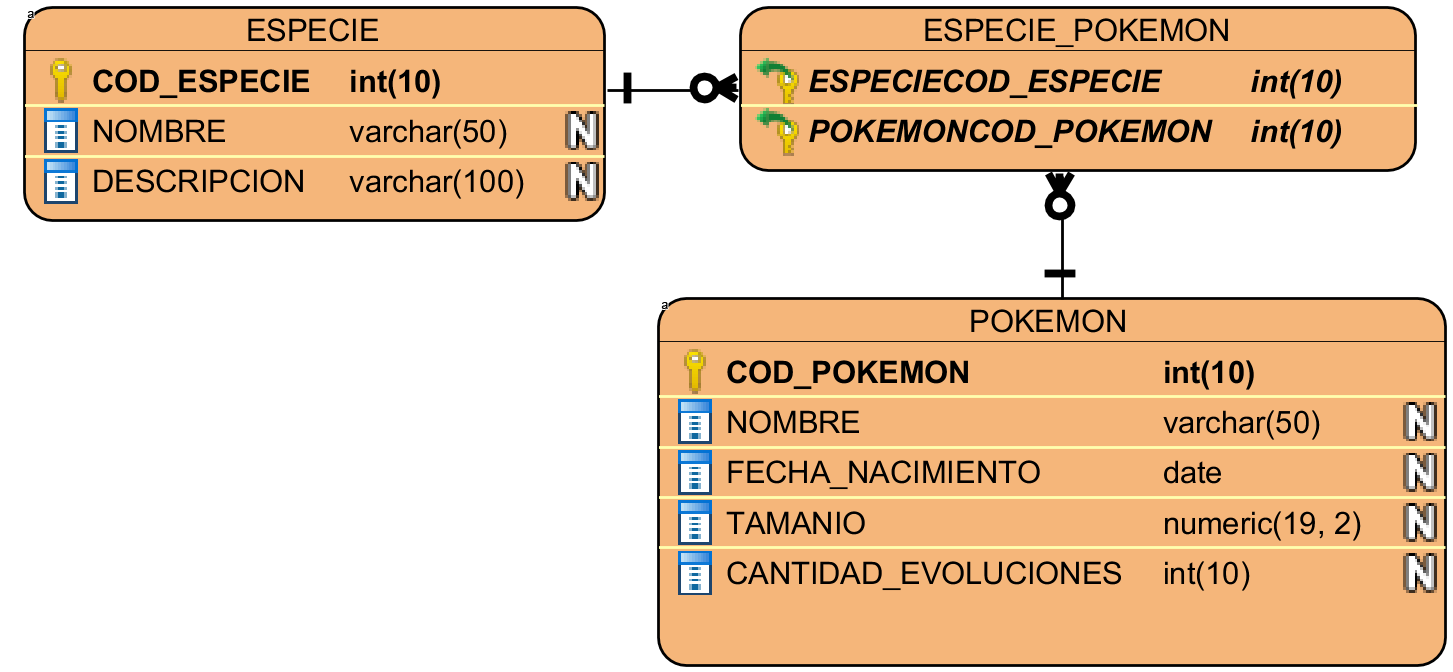 a
ESPECIE
COD_ESPECIE int(10)
NOMBRE varchar(50) N
DESCRIPCION varchar(100) N
ESPECIE_POKEMON
ESPECIECOD_ESPECIE int(10)
POKEMONCOD_POKEMON int(10)
a
POKEMON
COD_POKEMON int(10)
NOMBRE varchar(50) N
FECHA_NACIMIENTO date N
TAMANIO numeric(19, 2) N
CANTIDAD_EVOLUCIONES int(10) N